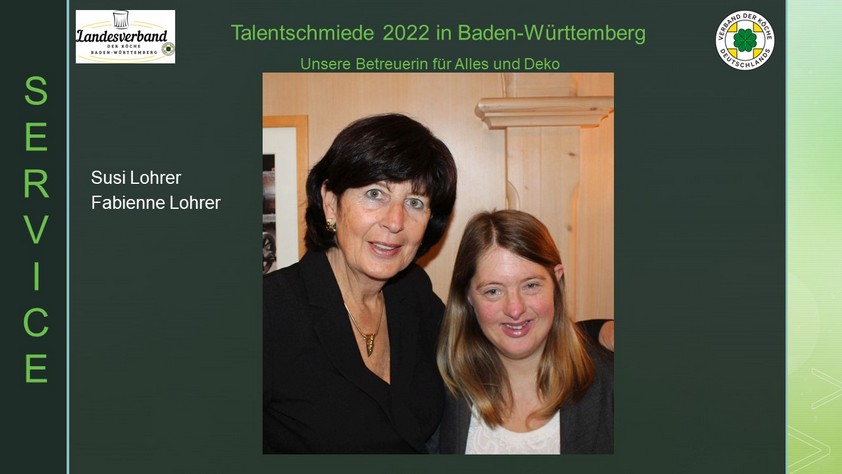 Landesverband
DER KÖCHE
BADEN-WÜRTTEMBERG
Talentschmiede 2022 in Baden-Württemberg
Unsere Betreuerin für Alles und Deko
VERBAND DER KÖCHE
DEUTSCHLANDS
S
E
R
V
I
C
E
Susi Lohrer
Fabienne Lohrer